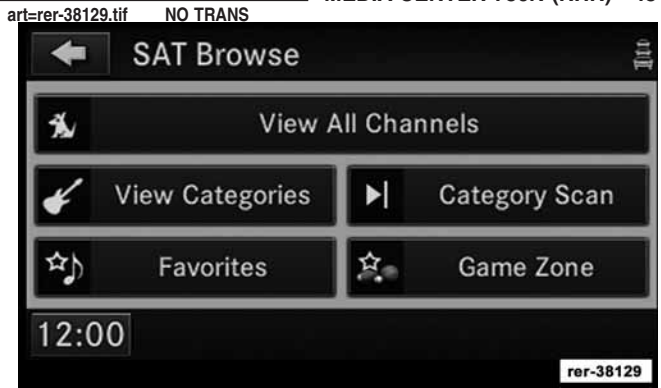 art=rer-38129.tif NO TRANS
SAT Browse
View All Channels
View Categories
Category Scan
Favorites
Game Zone
12:00
rer-38129